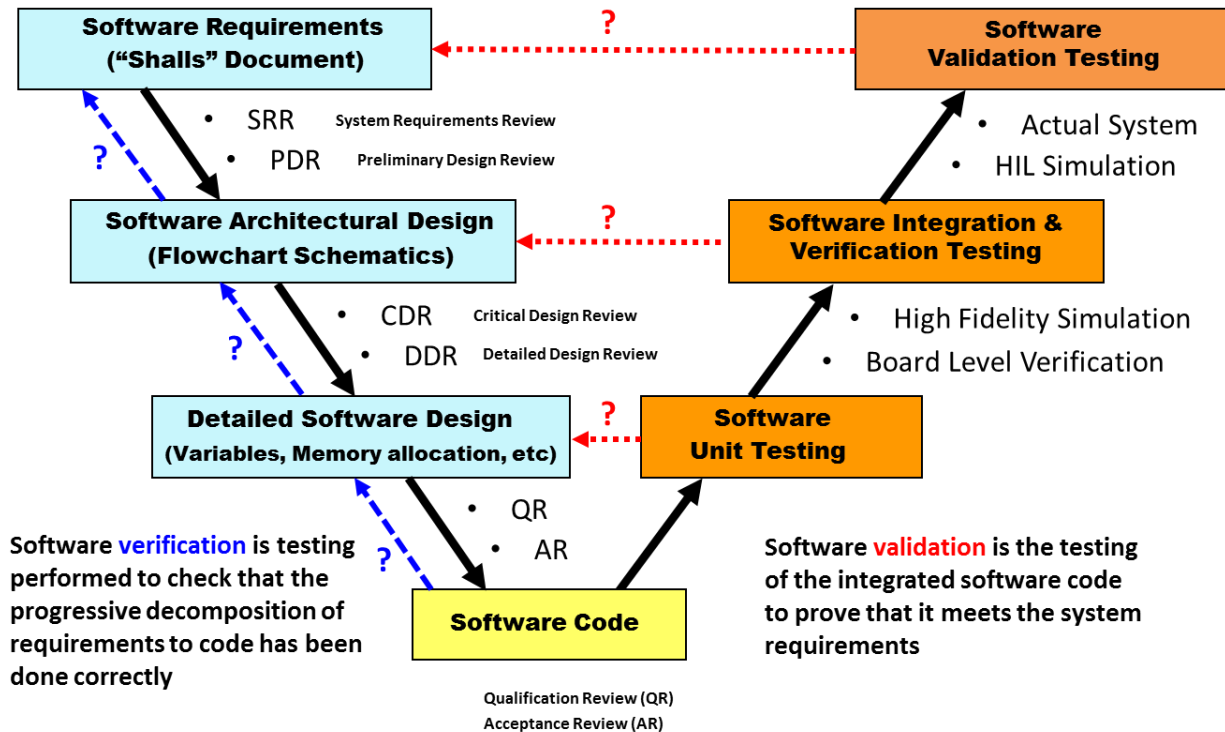 Software Requirements
(“Shalls” Document)
?
Software
Validation Testing
• SRR System Requirements Review
• PDR Preliminary Design Review
?
• Actual System
• HIL Simulation
Software Architectural Design
(Flowchart Schematics)
?
Software Integration &
Verification Testing
• CDR Critical Design Review
• DDR Detailed Design Review
?
• High Fidelity Simulation
• Board Level Verification
Detailed Software Design
(Variables, Memory allocation, etc)
?
Software
Unit Testing
• QR
• AR
?
Software verification is testing
performed to check that the
progressive decomposition of
requirements to code has been
done correctly
Software Code
Software validation is the testing
of the integrated software code
to prove that it meets the system
requirements
Qualification Review (QR)
Acceptance Review (AR)